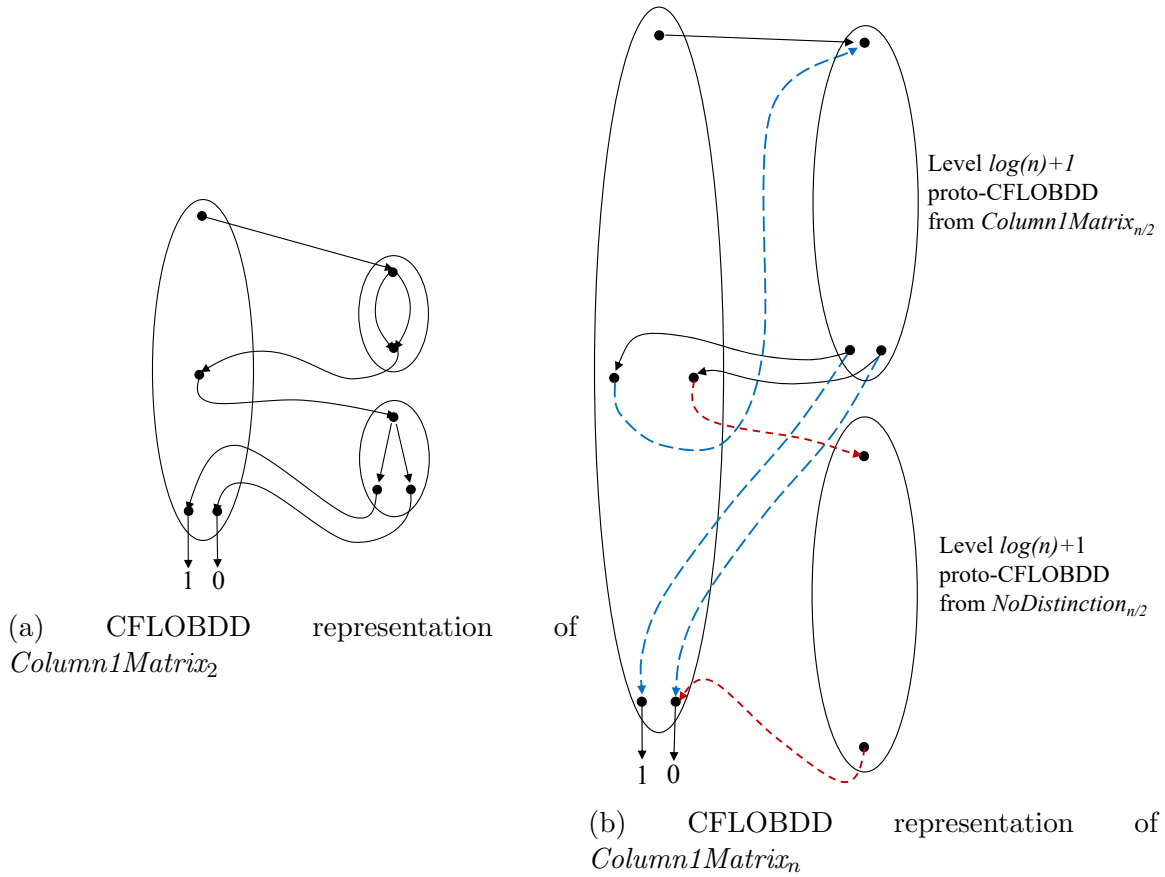 Level log(n)+1
proto-CFLOBDD
from Column1Matrix_{n/2}
1 0
Level log(n)+1
proto-CFLOBDD
from NoDistinction_{n/2}
(a) CFLOBDD representation of
Column1Matrix_2
1 0
(b) CFLOBDD representation of
Column1Matrix_n